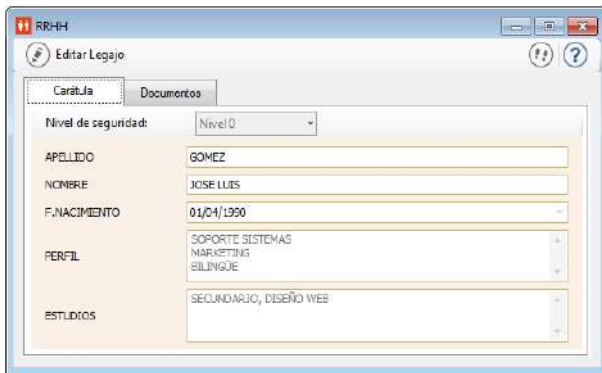 RRHH
Editar Legajo
?
Carátula Documentos
Nivel de seguridad: Nivel 0
APELLIDO GOMEZ
NOMBRE JOSE LUIS
F.NACIMIENTO 01/04/1990
PERFIL SOPORTE SISTEMAS
MARKETING
BILINGÜE
ESTUDIOS SECUNDARIO, DISEÑO WEB